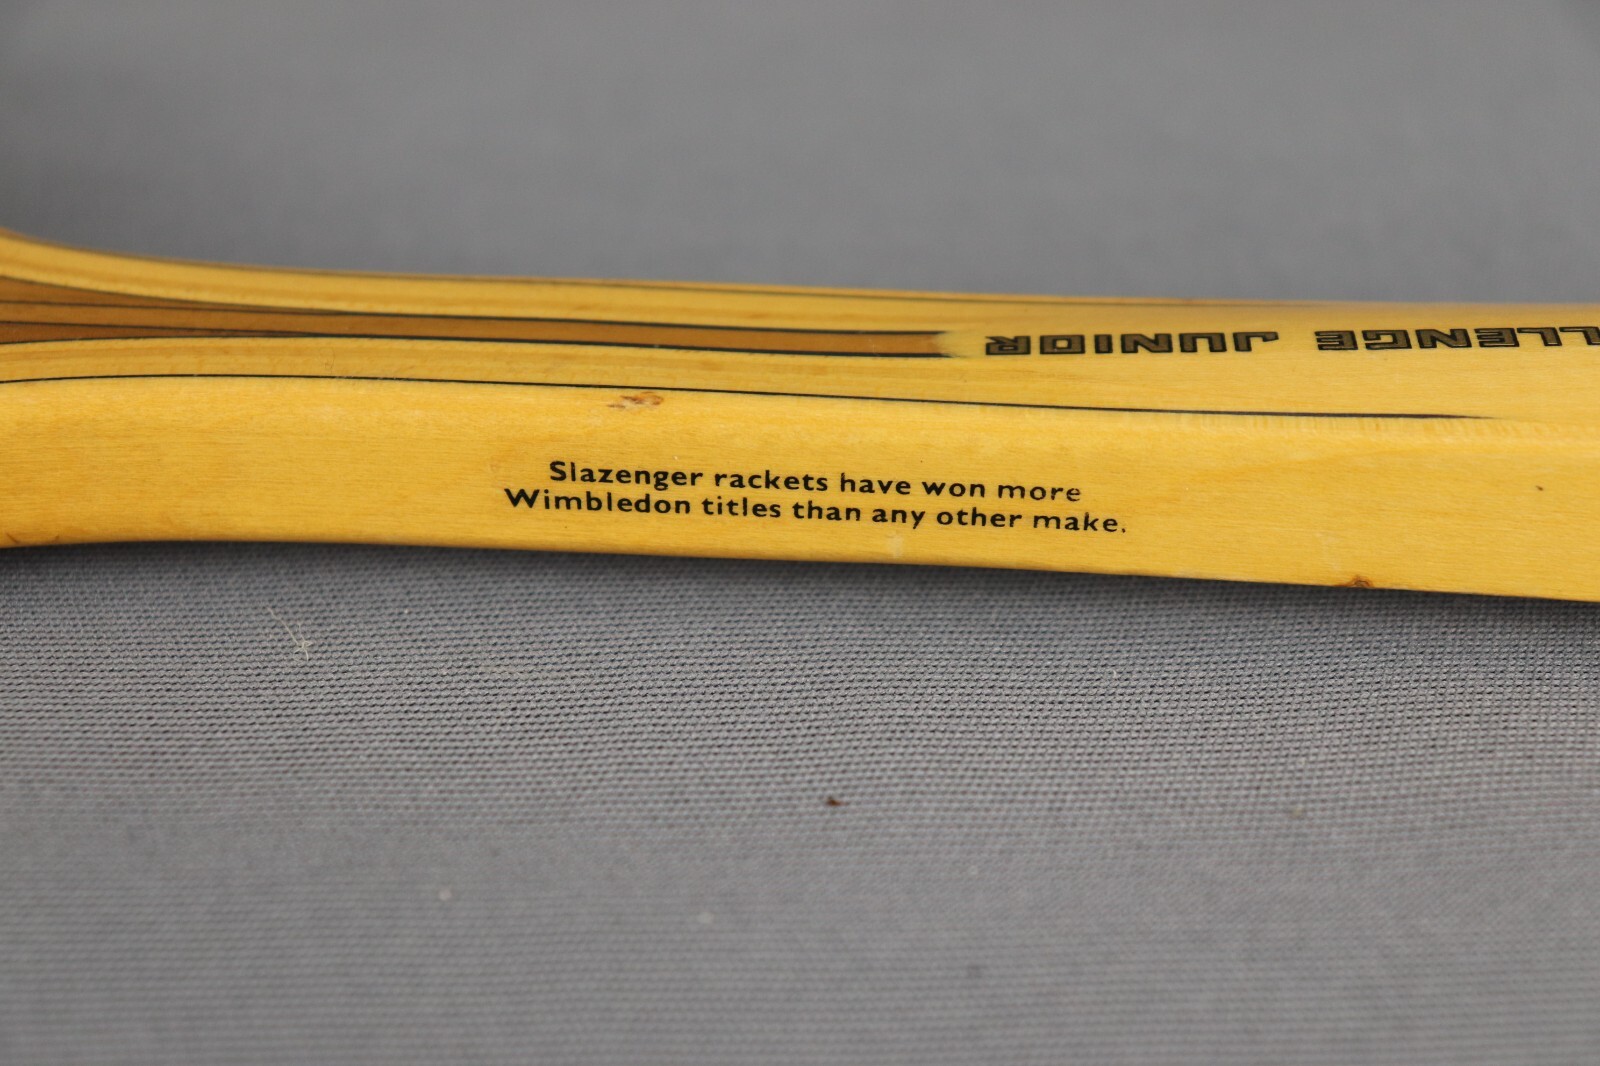 LLENGE JUNIOR
Slazenger rackets have won more
Wimbledon titles than any other make.